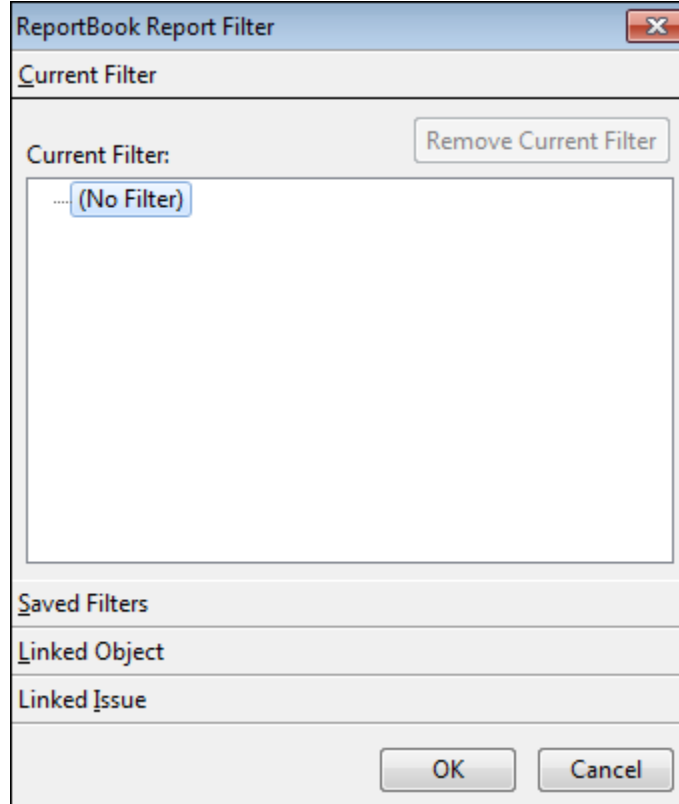 ReportBook Report Filter
Current Filter
Remove Current Filter
Current Filter:
(No Filter)
Saved Filters
Linked Object
Linked Issue
OK Cancel